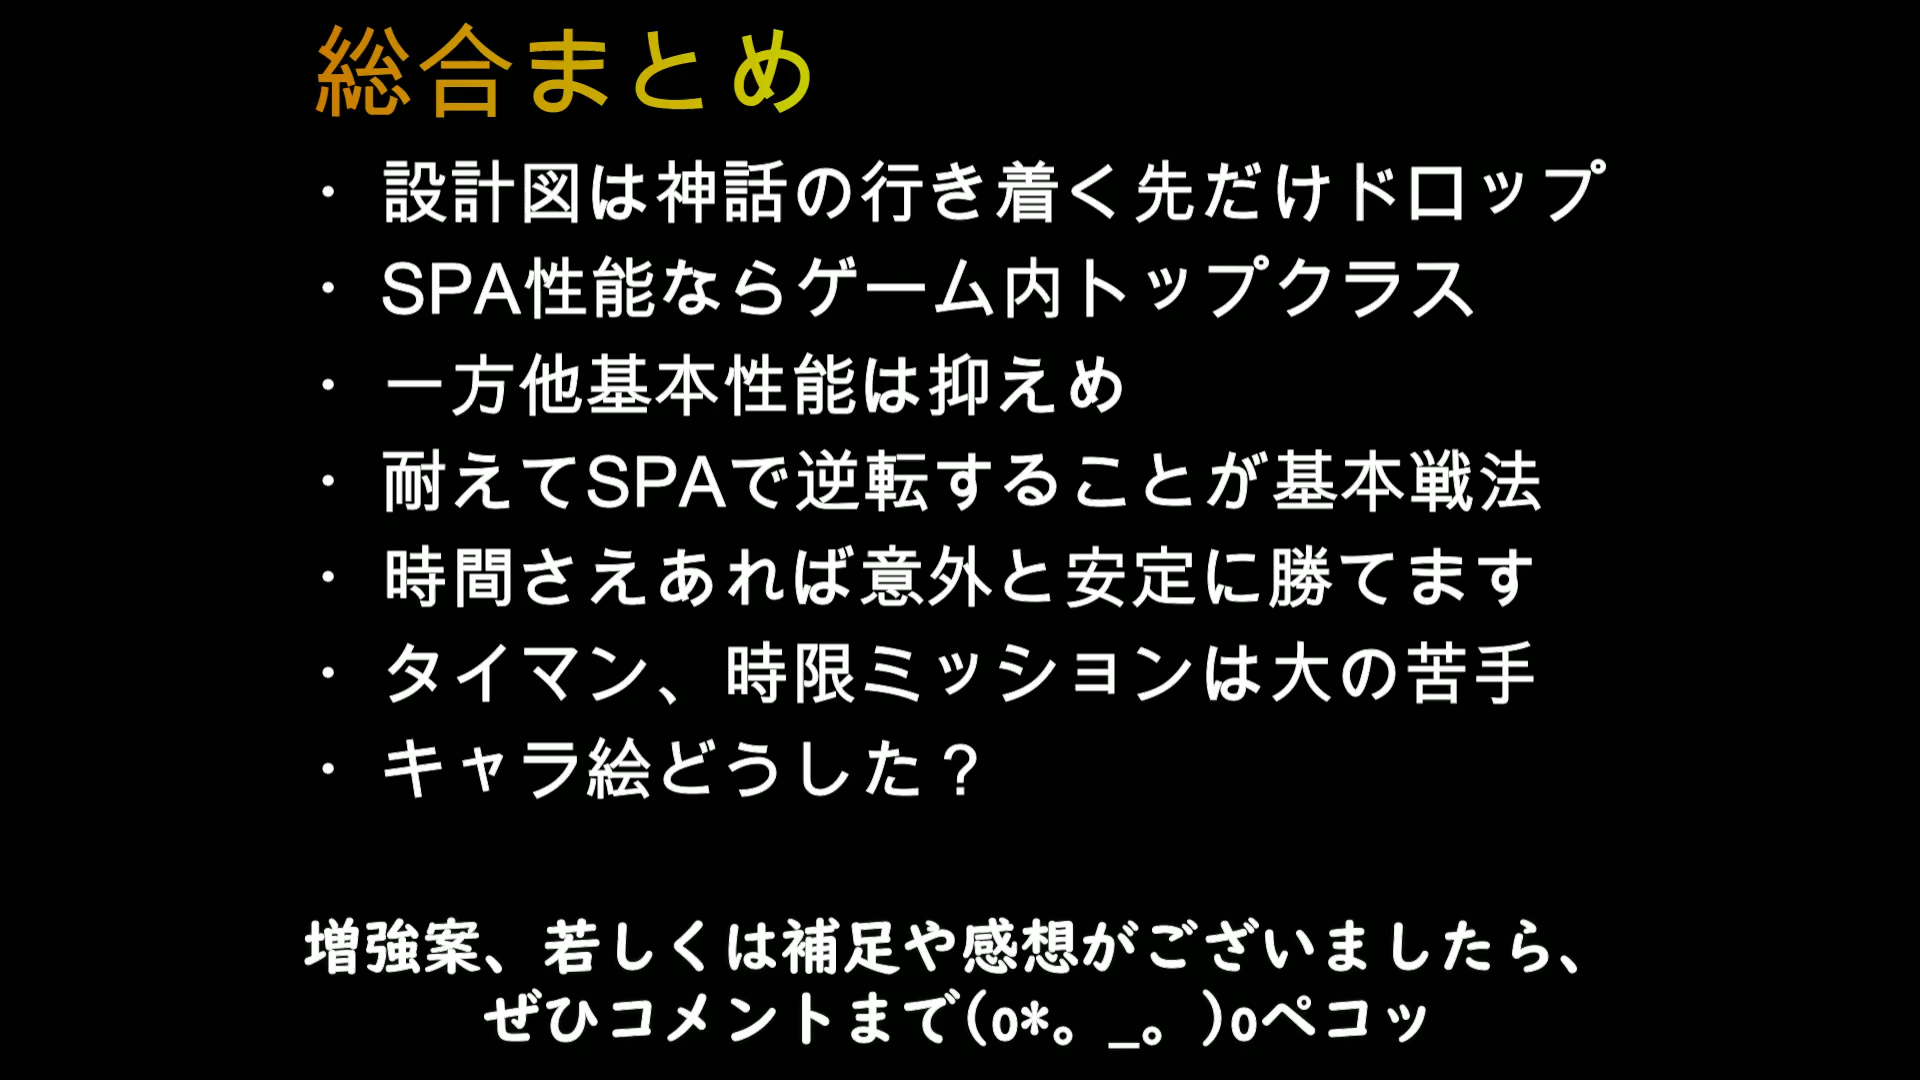 総合まとめ
・ 設計図は神話の行き着く先だけドロップ
・ SPA性能ならゲーム内トップクラス
・ 一方他基本性能は抑えめ
・ 耐えてSPAで逆転することが基本戦法
・ 時間さえあれば意外と安定に勝てます
・ タイマン、時限ミッションは大の苦手
・ キャラ絵どうした？
増強案、若しくは補足や感想がございましたら、
ぜひコメントまで(o*。_。)oペコッ